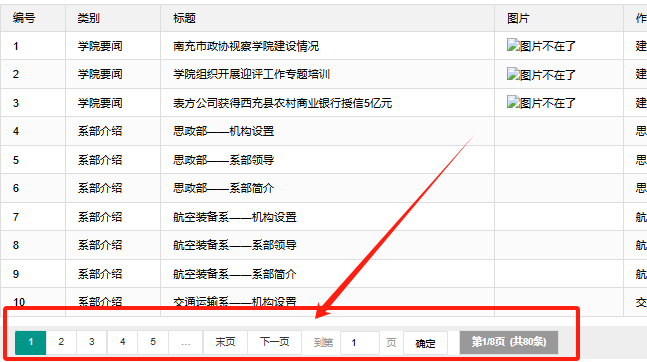 编号 类别 标题 图片 作
1 学院要闻 南充市政协视察学院建设情况 图片不在了 建
2 学院要闻 学院组织开展迎评工作专题培训 图片不在了 建
3 学院要闻 表方公司获得西充县农村商业银行授信5亿元 图片不在了 建
4 系部介绍 思政部——机构设置 思
5 系部介绍 思政部——系部领导 思
6 系部介绍 思政部——系部简介 思
7 系部介绍 航空装备系——机构设置 航
8 系部介绍 航空装备系——系部领导 航
9 系部介绍 航空装备系——系部简介 航
10 系部介绍 交通运输系——机构设置 交
1 2 3 4 5 … 末页 下一页 到第 1 页 确定 第1/8页 (共80条)